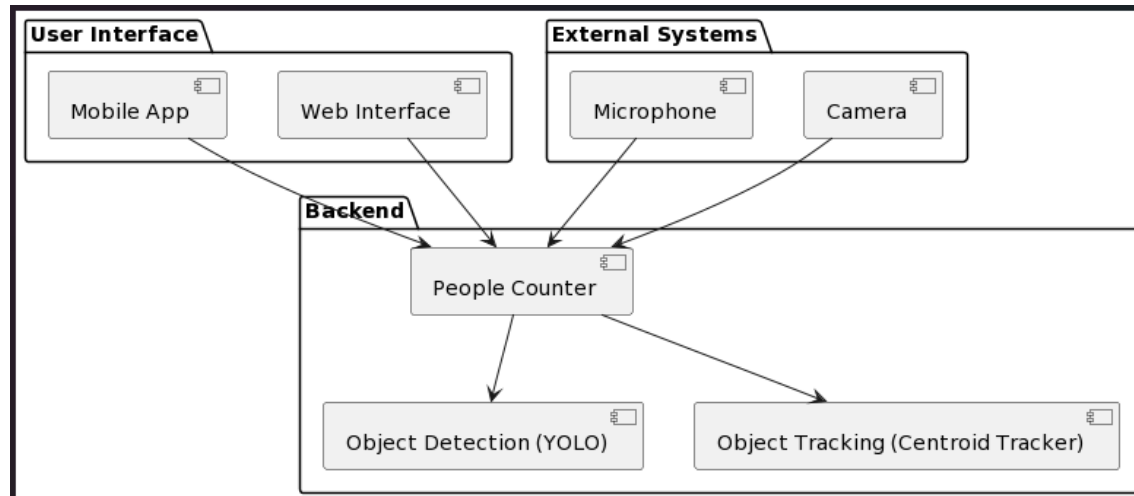 User Interface
External Systems
Mobile App
Web Interface
Microphone
Camera
Backend
People Counter
Object Detection (YOLO)
Object Tracking (Centroid Tracker)